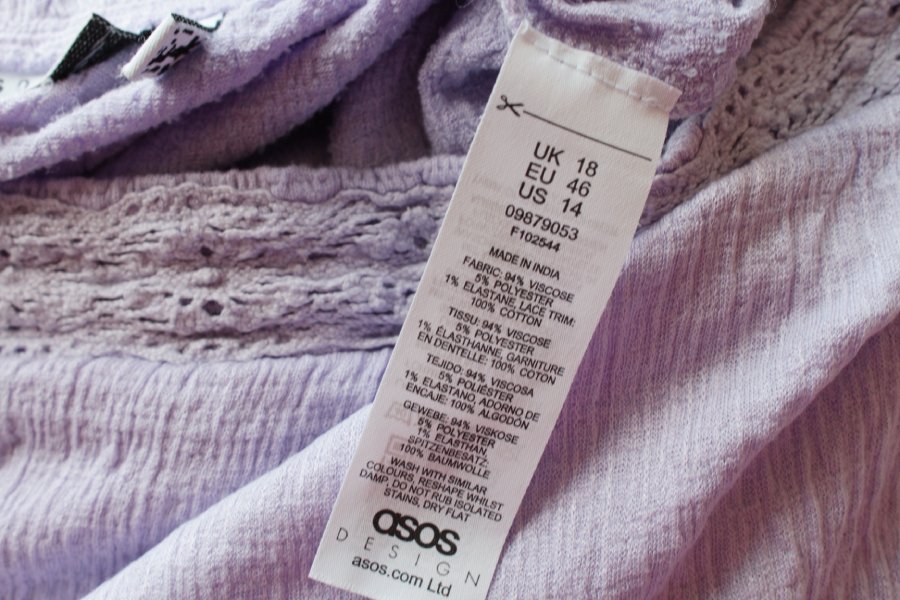 UK 18
EU 46
US 14
09879053
F102544
MADE IN INDIA
FABRIC: 94% VISCOSE
5% POLYESTER
1% ELASTANE, LACE TRIM:
100% COTTON
TISSU: 94% VISCOSE
5% POLYESTER
1% ÉLASTHANNE, GARNITURE
EN DENTELLE: 100% COTON
TEJIDO: 94% VISCOSA
5% POLIÉSTER
1% ELASTANO, ADORNO DE
ENCAJE: 100% ALGODÓN
GEWEBE: 94% VISKOSE
5% POLYESTER
1% ELASTHAN,
SPITZENBESATZ:
100% BAUMWOLLE
WASH WITH SIMILAR
COLOURS, RESHAPE WHILST
DAMP, DO NOT RUB ISOLATED
STAINS, DRY FLAT
asos
DESIGN
asos.com Ltd